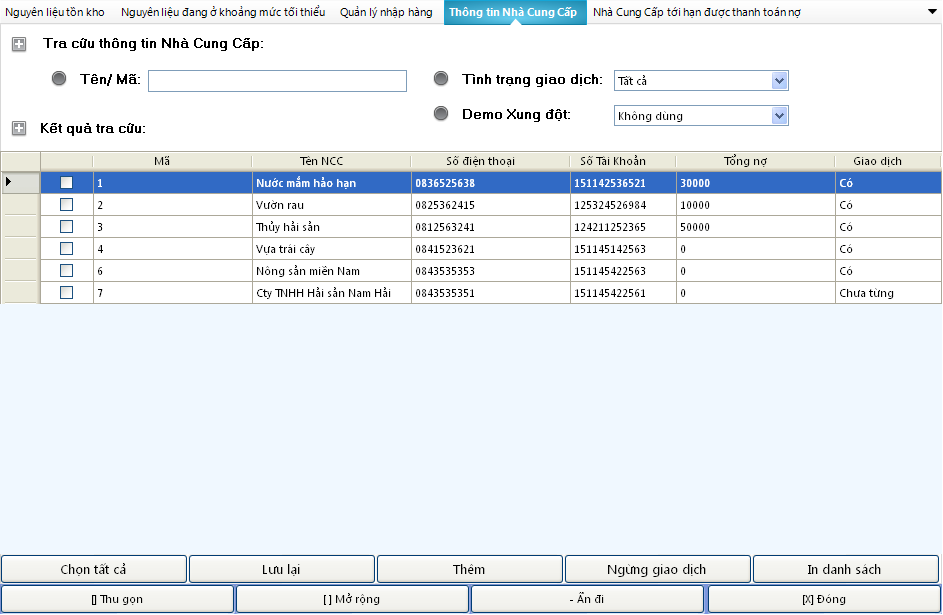 Nguyên liệu tồn kho Nguyên liệu đang ở khoảng mức tối thiểu Quản lý nhập hàng Thông tin Nhà Cung Cấp Nhà Cung Cấp tới hạn được thanh toán nợ
Tra cứu thông tin Nhà Cung Cấp:
Tên/ Mã: Tình trạng giao dịch: Tất cả
Demo Xung đột: Không dùng
Kết quả tra cứu:
Mã Tên NCC Số điện thoại Số Tài Khoản Tổng nợ Giao dịch
1 Nước mắm hảo hạn 0836525638 151142536521 30000 Có
2 Vườn rau 0825362415 125324526984 10000 Có
3 Thủy hải sản 0812563241 124211252365 50000 Có
4 Vựa trái cây 0841523621 151145142563 0 Có
6 Nông sản miền Nam 0843535353 151145422563 0 Có
7 Cty TNHH Hải sản Nam Hải 0843535351 151145422561 0 Chưa từng
Chọn tất cả Lưu lại Thêm Ngừng giao dịch In danh sách
[] Thu gọn [ ] Mở rộng - Ẩn đi [X] Đóng